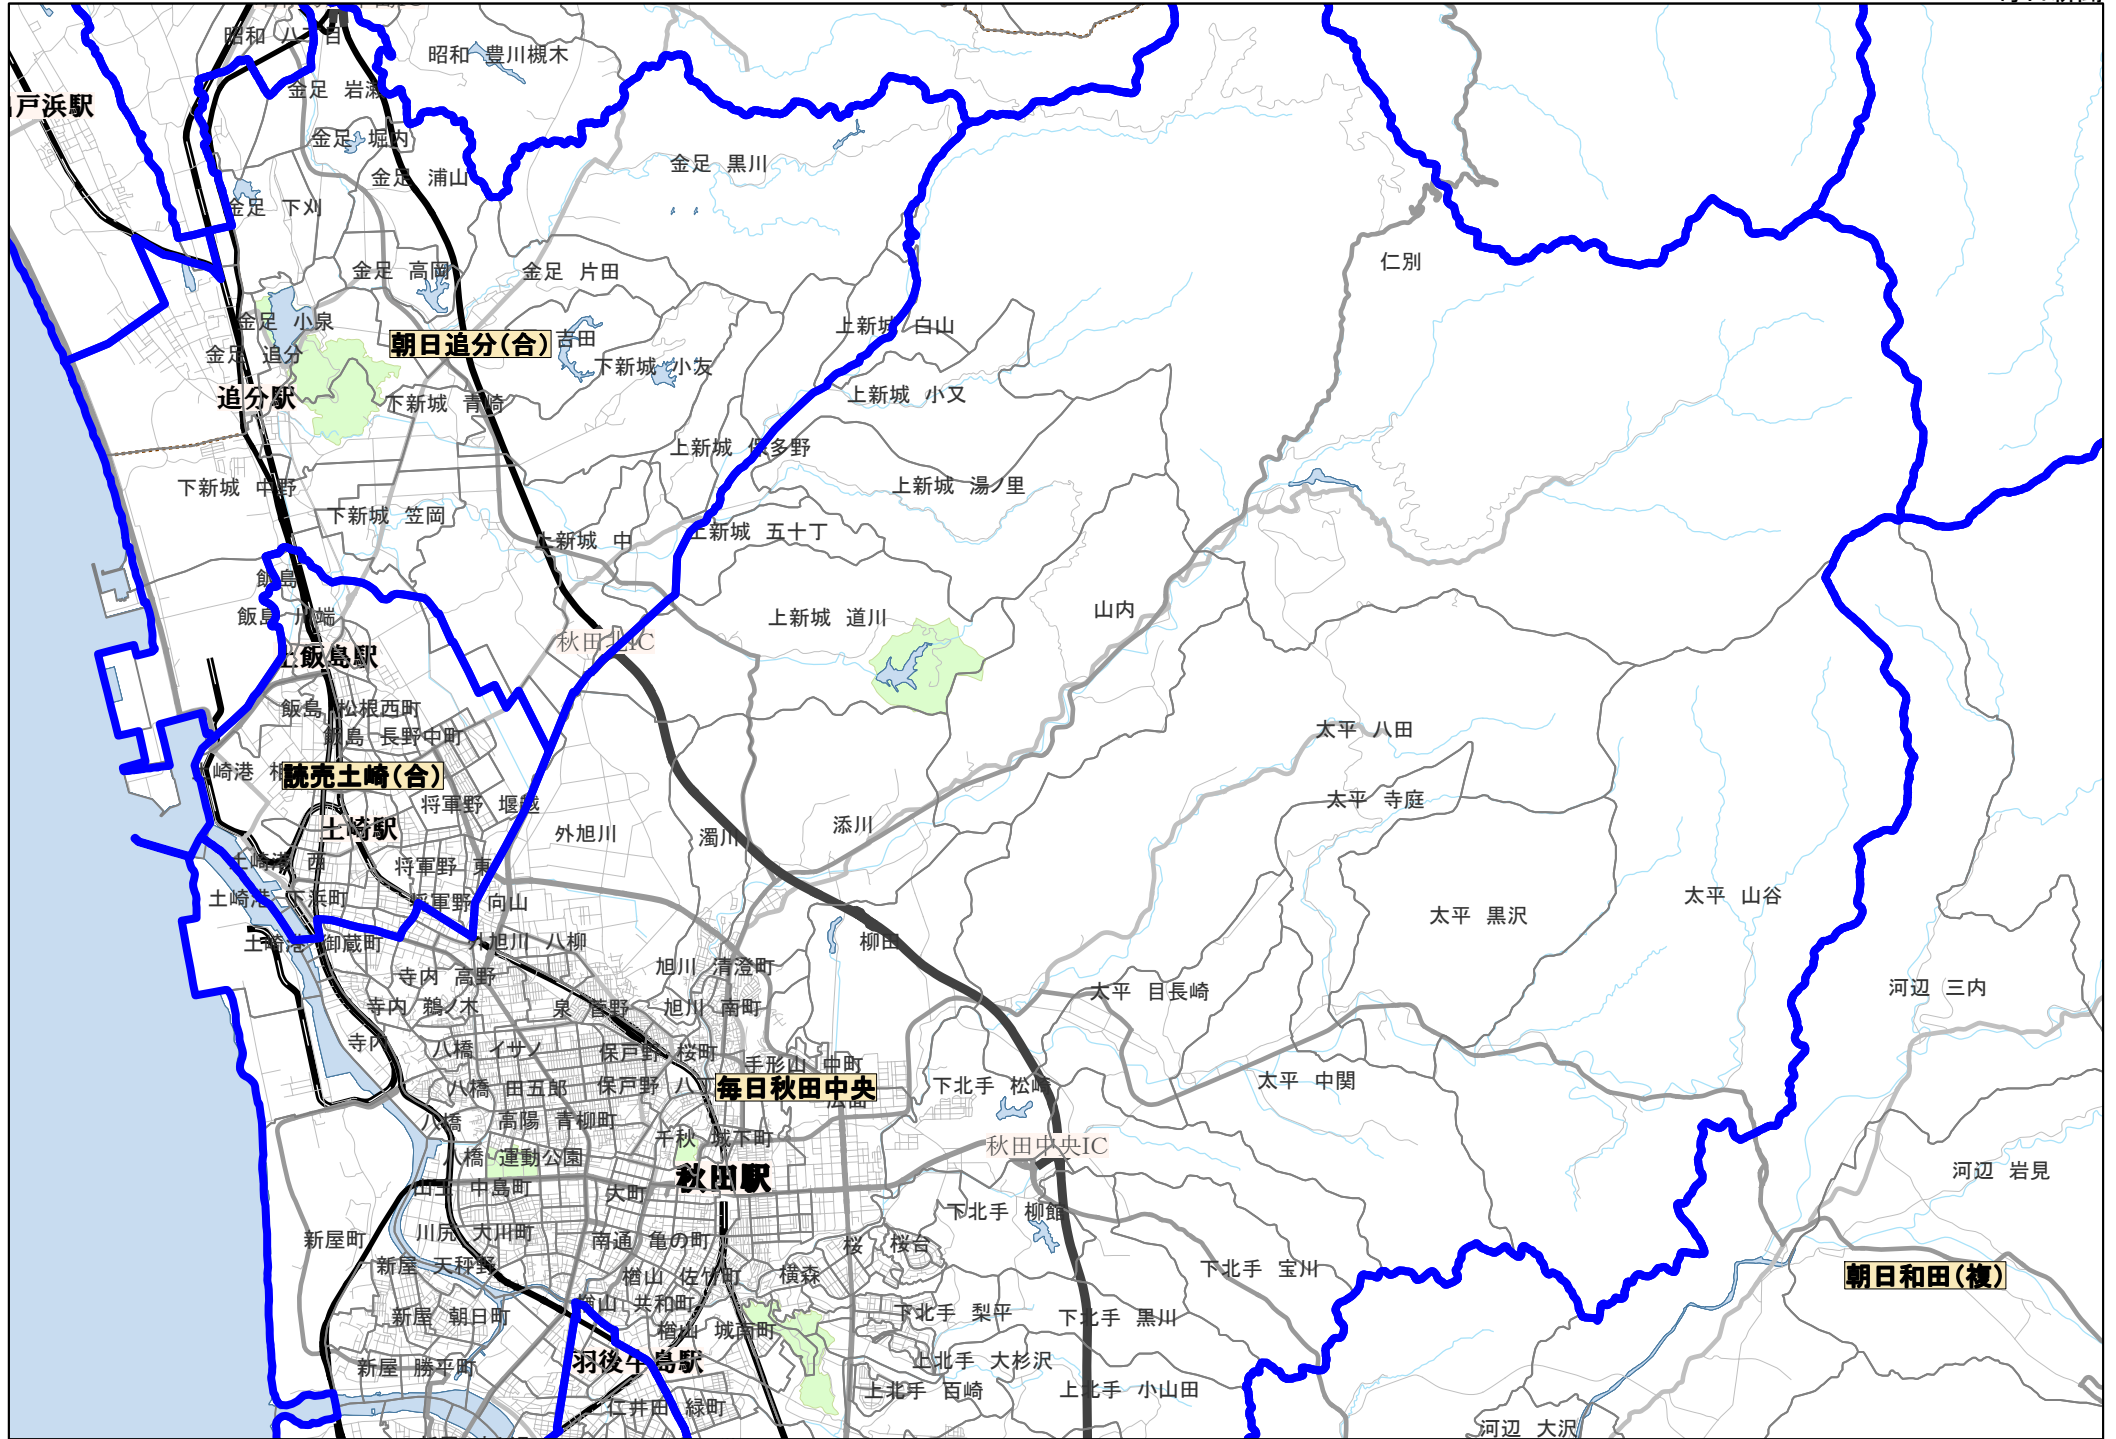 昭和 八丁目
昭和 豊川槻木
戸浜駅
金足 岩瀬
金足 堀内
金足 黒川
金足 浦山
金足 下刈
仁別
金足 高岡
金足 片田
金足 小泉
上新城 白山
朝日追分(合)
吉田
金足 追分
下新城 小友
追分駅
下新城 青崎
上新城 小又
上新城 保多野
下新城 中野
上新城 湯ノ里
下新城 笠岡
上新城 中
上新城 五十丁
飯島
飯島 川端
上新城 道川
山内
秋田北IC
上飯島駅
飯島 松根西町
飯島 長野中町
太平 八田
土崎港 相
読売土崎(合)
将軍野 堰越
太平 寺庭
土崎駅
外旭川
濁川
添川
土崎港 西
将軍野 東
太平 山谷
土崎港 下浜町
将軍野 向山
太平 黒沢
土崎港 御蔵町
外旭川 八柳
柳田
寺内 高野
旭川 清澄町
河辺 三内
太平 目長崎
寺内 鵜ノ木
泉 菅野
旭川 南町
寺内
八橋 イサノ
保戸野 桜町
手形山 中町
八橋 田五郎
保戸野 八丁
毎日秋田中央
広面
下北手 松崎
太平 中関
八橋
高陽 青柳町
千秋 城下町
秋田中央IC
八橋 運動公園
秋田駅
河辺 岩見
山王 中島町
大町
下北手 柳館
新屋町
川尻 大川町
南通 亀の町
桜
桜台
新屋 天秤野
楢山 佐竹町
横森
下北手 宝川
朝日和田(複)
新屋 朝日町
楢山 共和町
下北手 梨平
下北手 黒川
楢山 城南町
新屋 勝平町
羽後牛島駅
上北手 大杉沢
上北手 百崎
上北手 小山田
仁井田 緑町
河辺 大沢